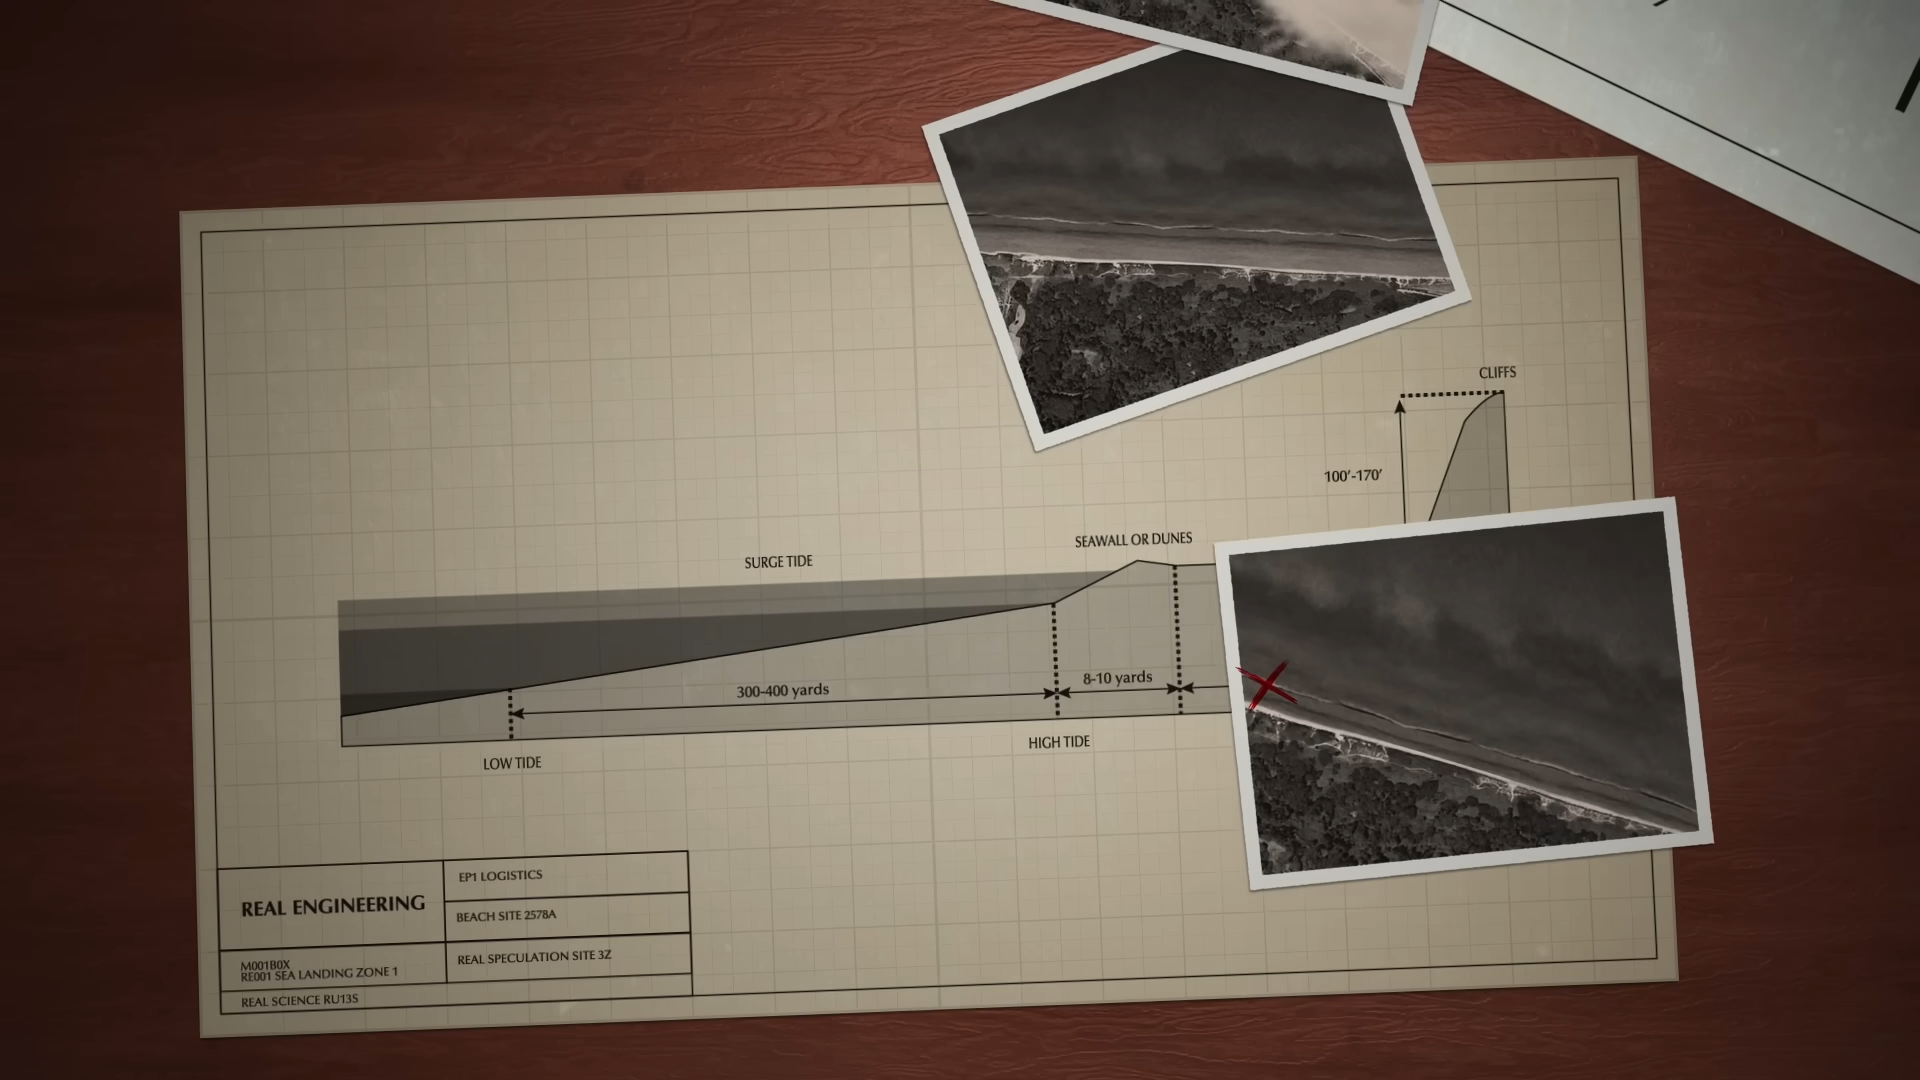 CLIFFS
100'-170'
SEAWALL OR DUNES
SURGE TIDE
300-400 yards
8-10 yards
LOW TIDE
HIGH TIDE
REAL ENGINEERING
EP1 LOGISTICS
BEACH SITE 2578A
REAL SPECULATION SITE 3Z
M001B0X
RE001 SEA LANDING ZONE 1
REAL SCIENCE RU13S